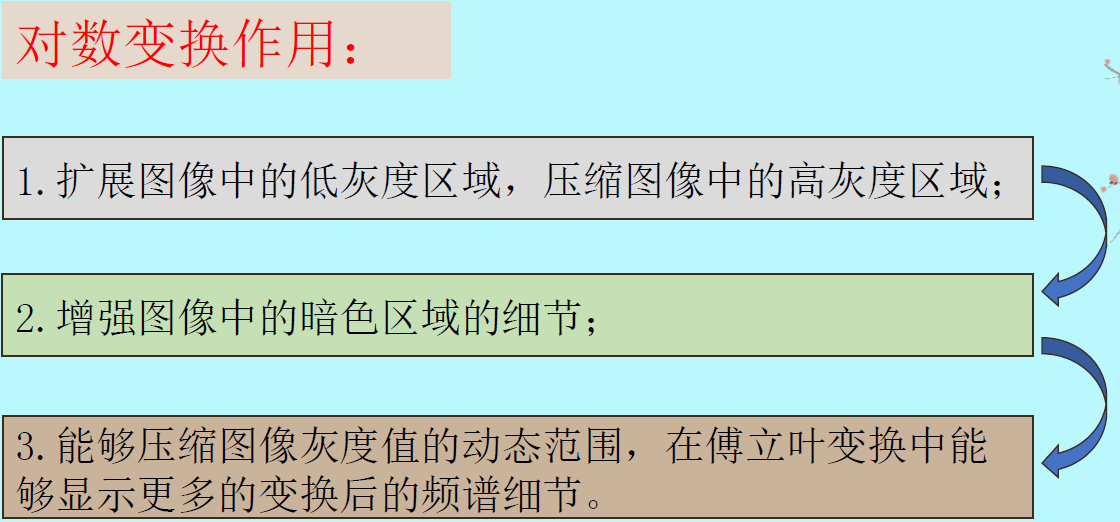 对数变换作用：
1.扩展图像中的低灰度区域，压缩图像中的高灰度区域；
2.增强图像中的暗色区域的细节；
3.能够压缩图像灰度值的动态范围，在傅立叶变换中能
够显示更多的变换后的频谱细节。